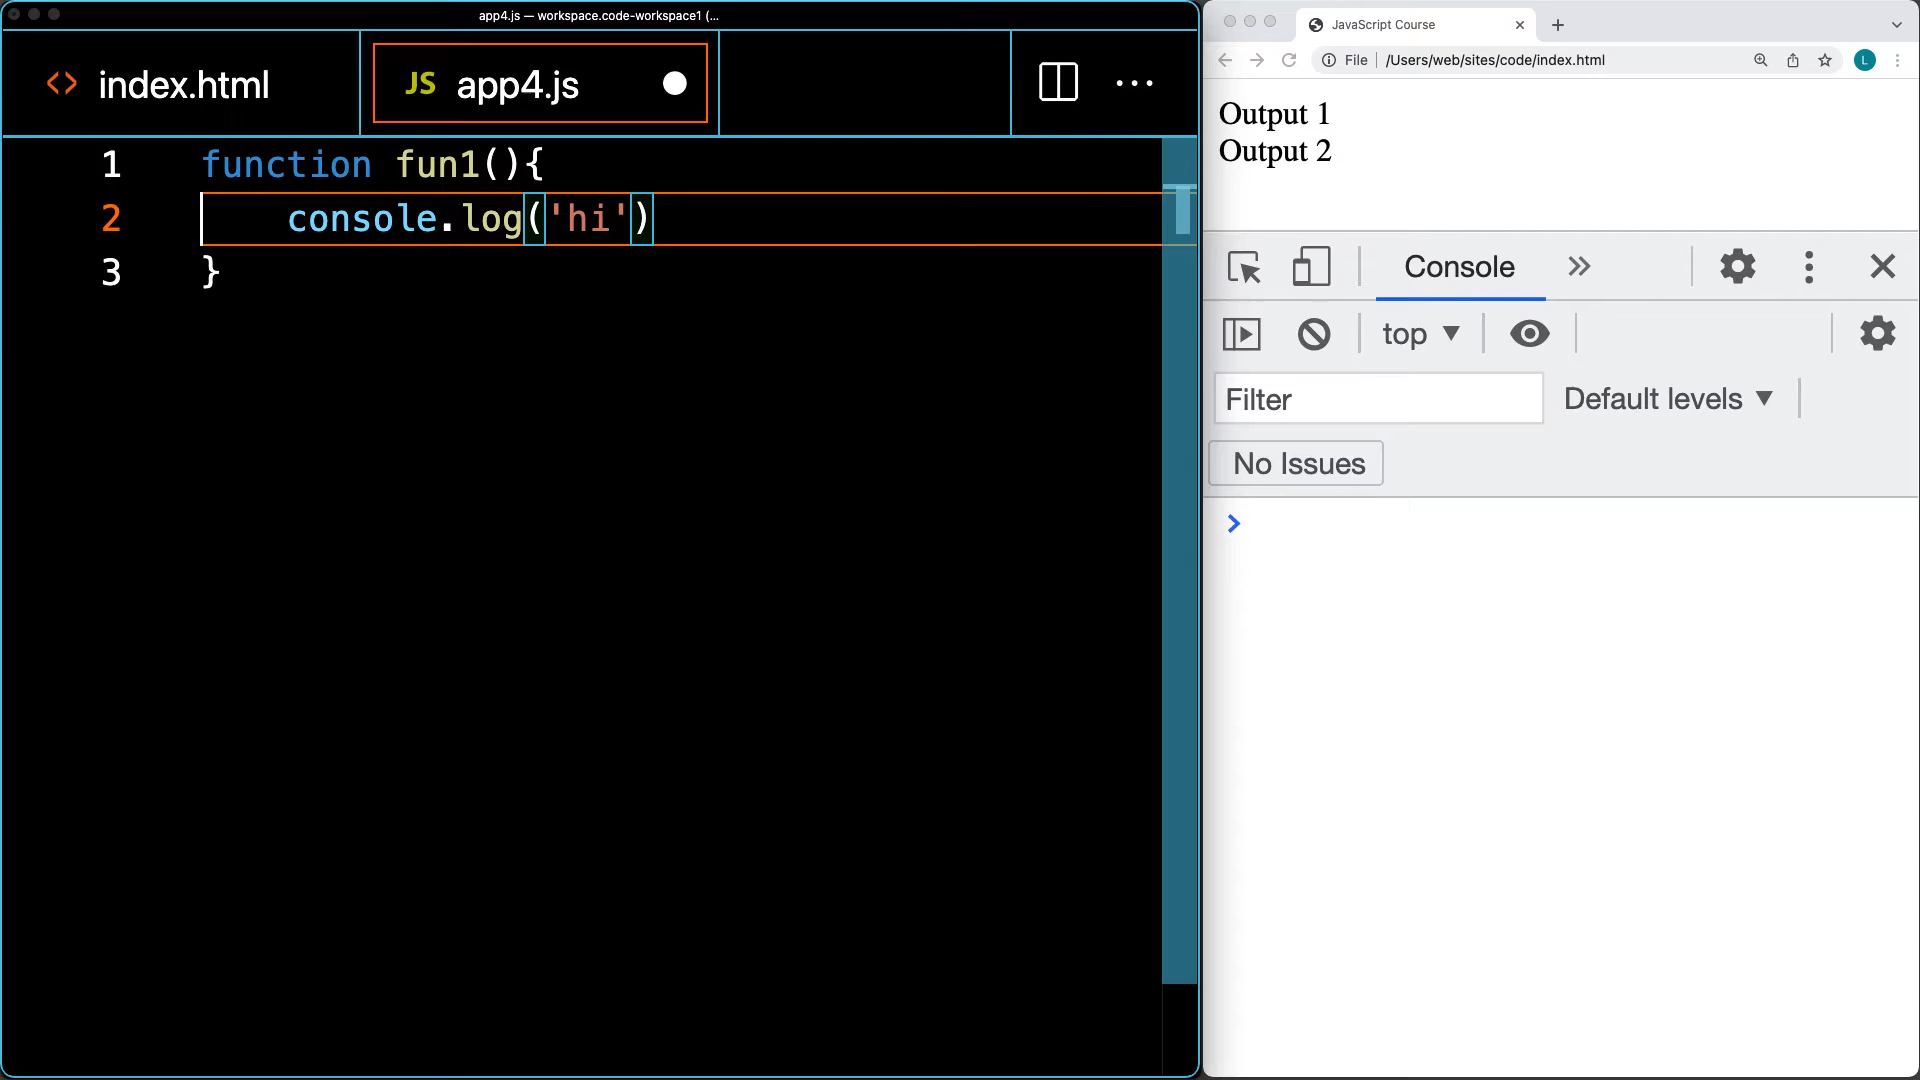 app4.js — workspace.code-workspace1 (...
index.html
JS app4.js
1 function fun1(){
2 console.log('hi')
3 }
JavaScript Course
File /Users/web/sites/code/index.html
L
Output 1
Output 2
Console
top
Filter
Default levels
No Issues